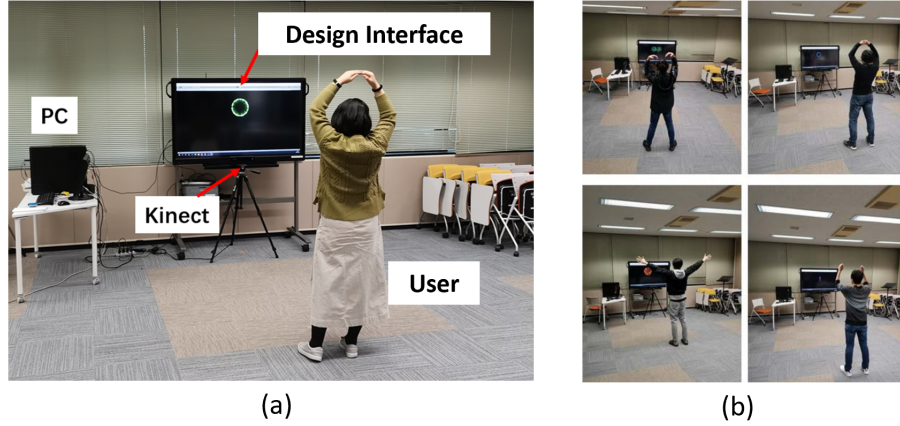 Design Interface
PC
Kinect
User
(a)
(b)